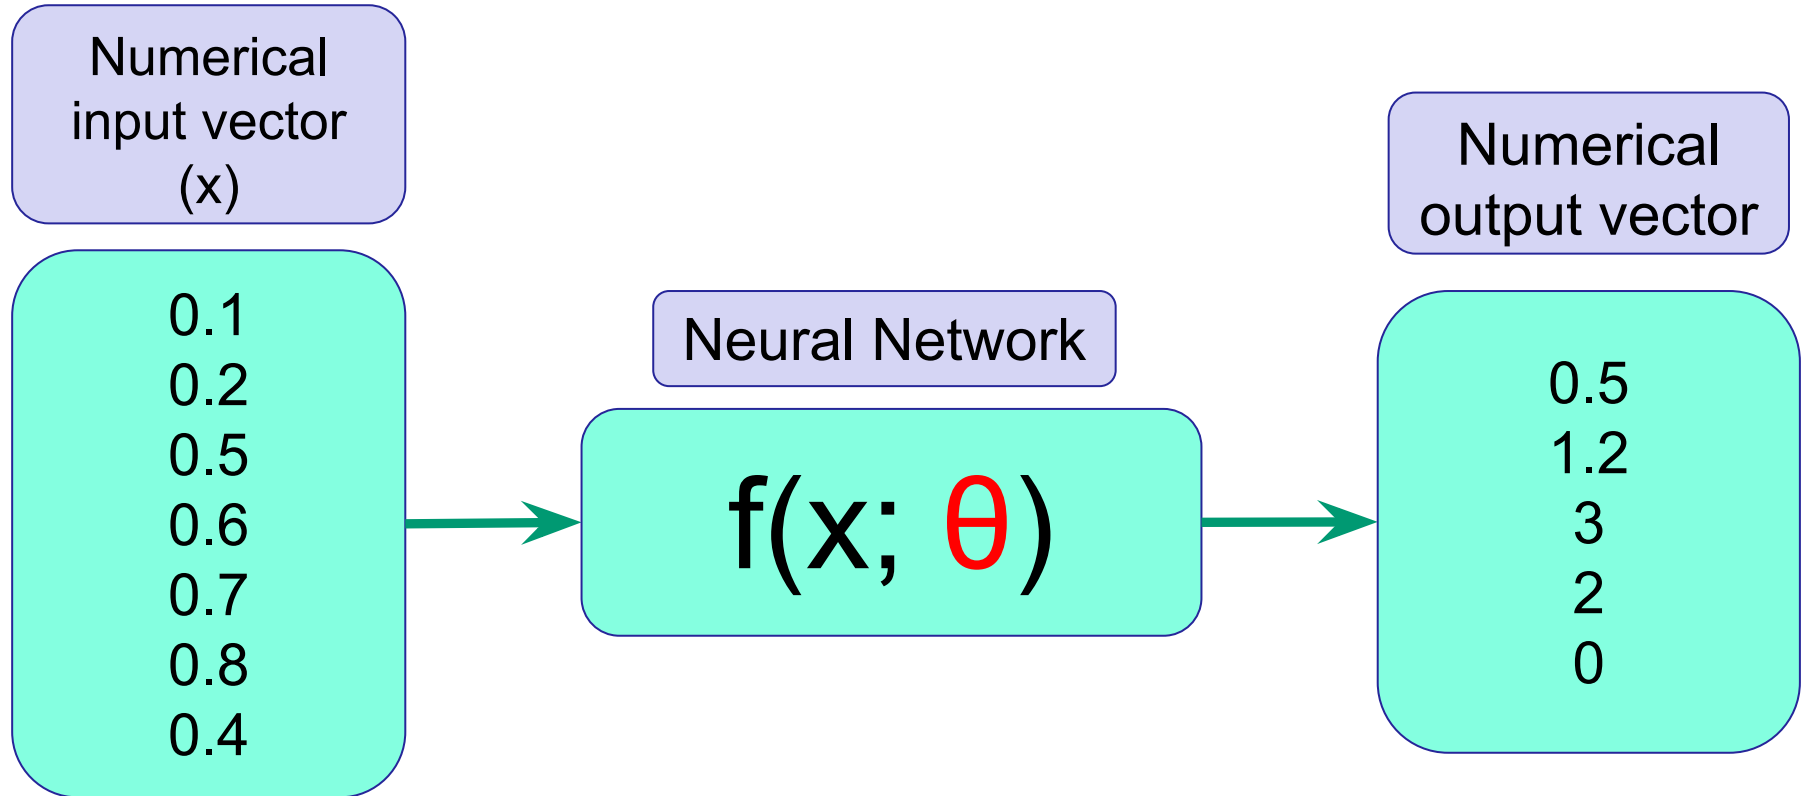 Numerical
input vector
(x)
0.1
0.2
0.5
0.6
0.7
0.8
0.4
Neural Network
f(x; θ)
Numerical
output vector
0.5
1.2
3
2
0